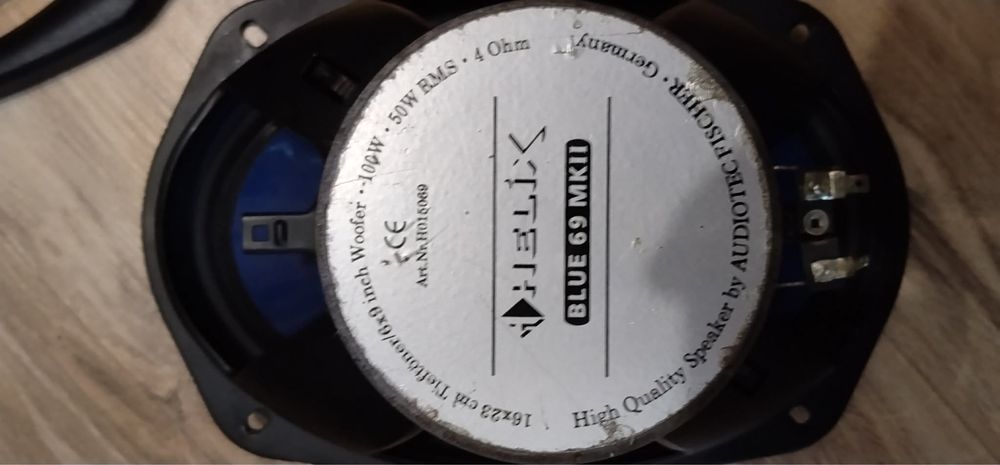 16x23 cm Tieftöner/6x9 inch Woofer · 100W · 50W RMS · 4 Ohm
CE
Art.Nr.H015069
HELIX
BLUE 69 MKII
High Quality Speaker by AUDIOTEC FISCHER · Germany